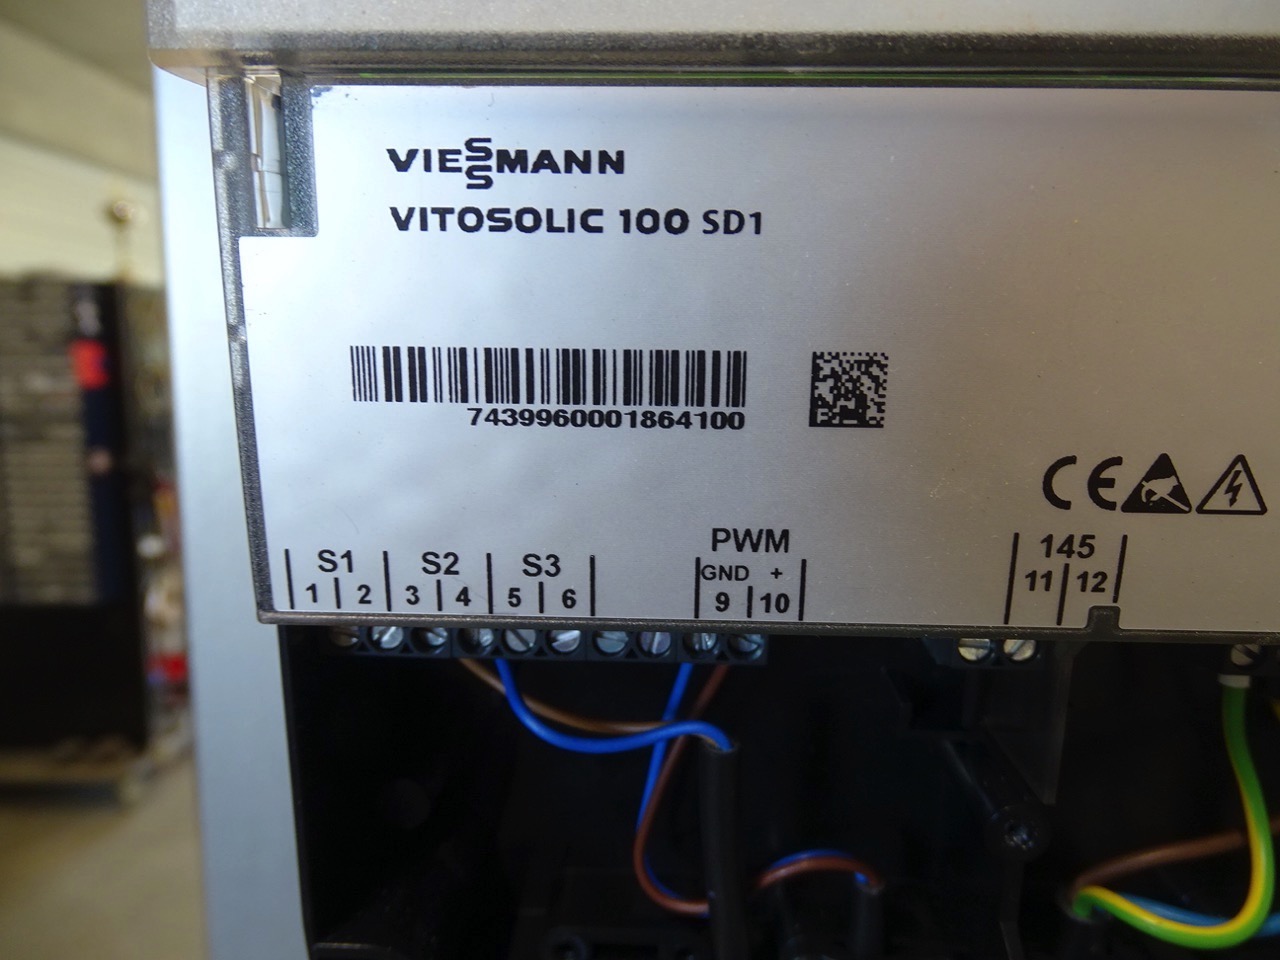 VIESSMANN
VITOSOLIC 100 SD1
7439960001864100
CE
PWM
145
S1 S2 S3 GND +
1 2 3 4 5 6 9 10 11 12